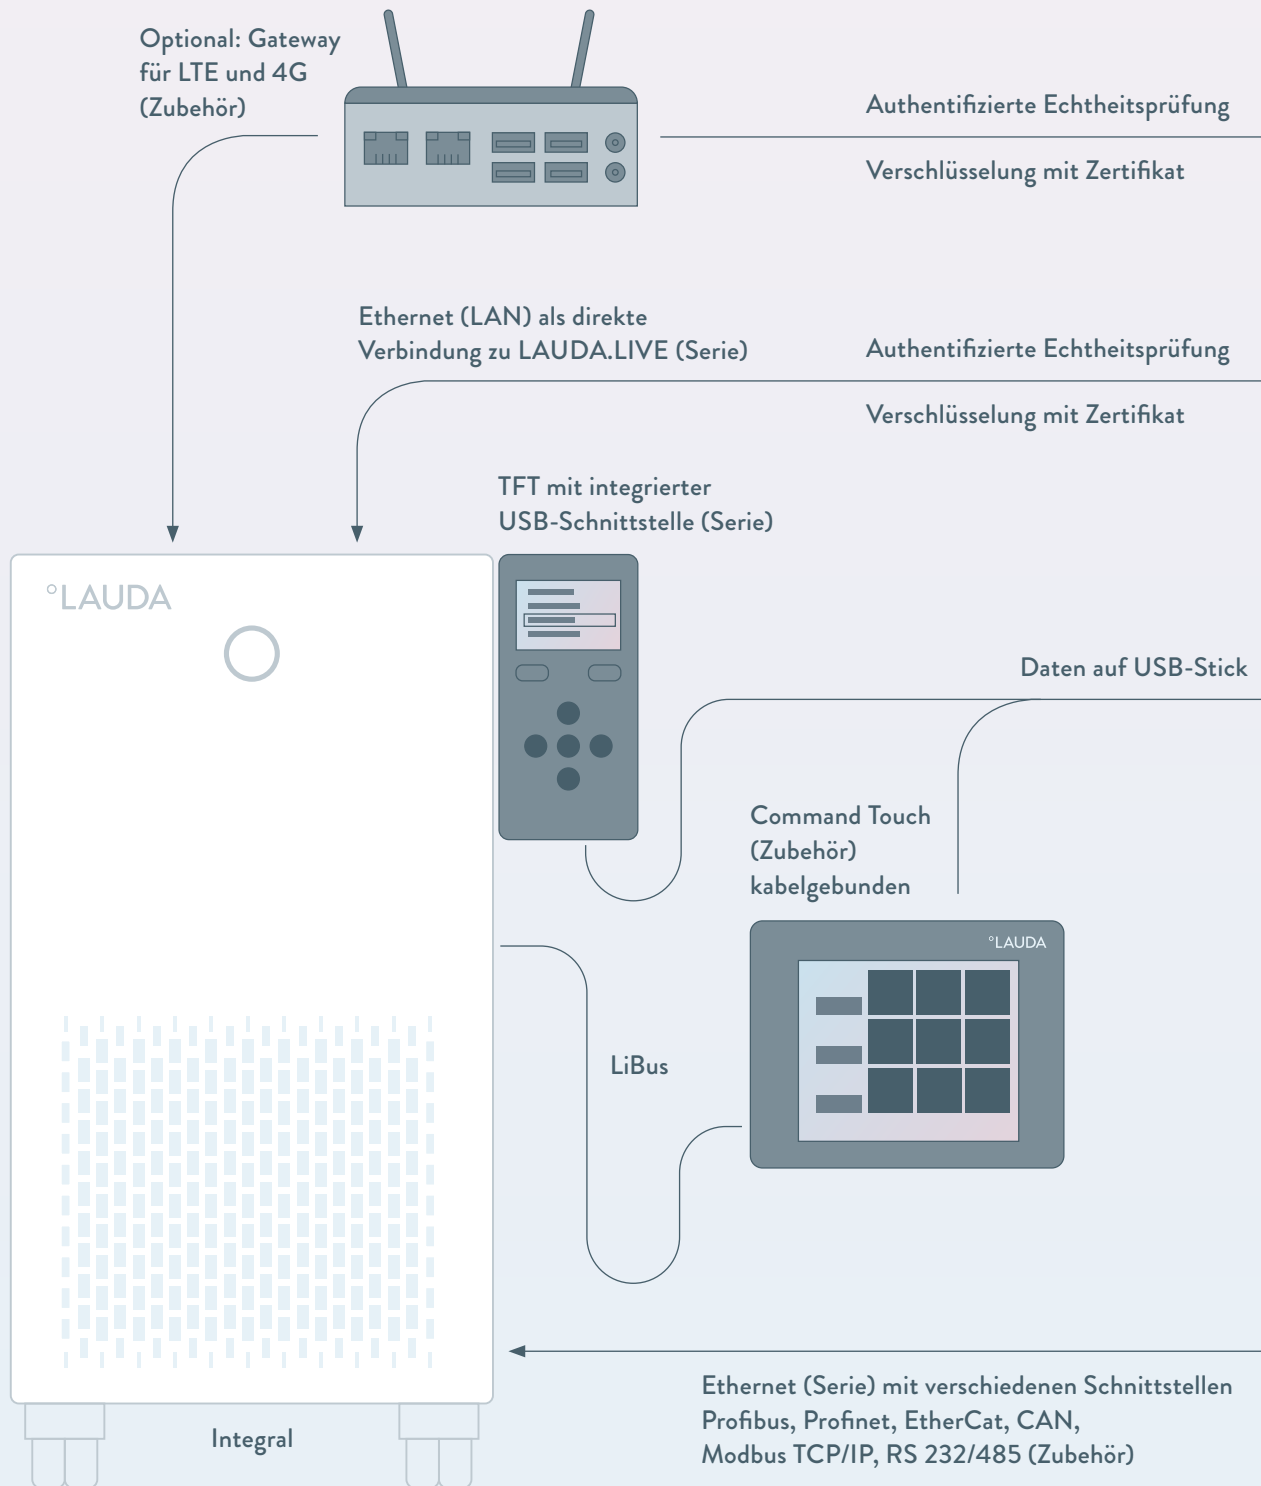 Optional: Gateway
für LTE und 4G
(Zubehör)
Authentifizierte Echtheitsprüfung
Verschlüsselung mit Zertifikat
Ethernet (LAN) als direkte
Verbindung zu LAUDA.LIVE (Serie)
Authentifizierte Echtheitsprüfung
Verschlüsselung mit Zertifikat
TFT mit integrierter
USB-Schnittstelle (Serie)
°LAUDA
Daten auf USB-Stick
Command Touch
(Zubehör)
kabelgebunden
°LAUDA
LiBus
Ethernet (Serie) mit verschiedenen Schnittstellen
Profibus, Profinet, EtherCat, CAN,
Modbus TCP/IP, RS 232/485 (Zubehör)
Integral